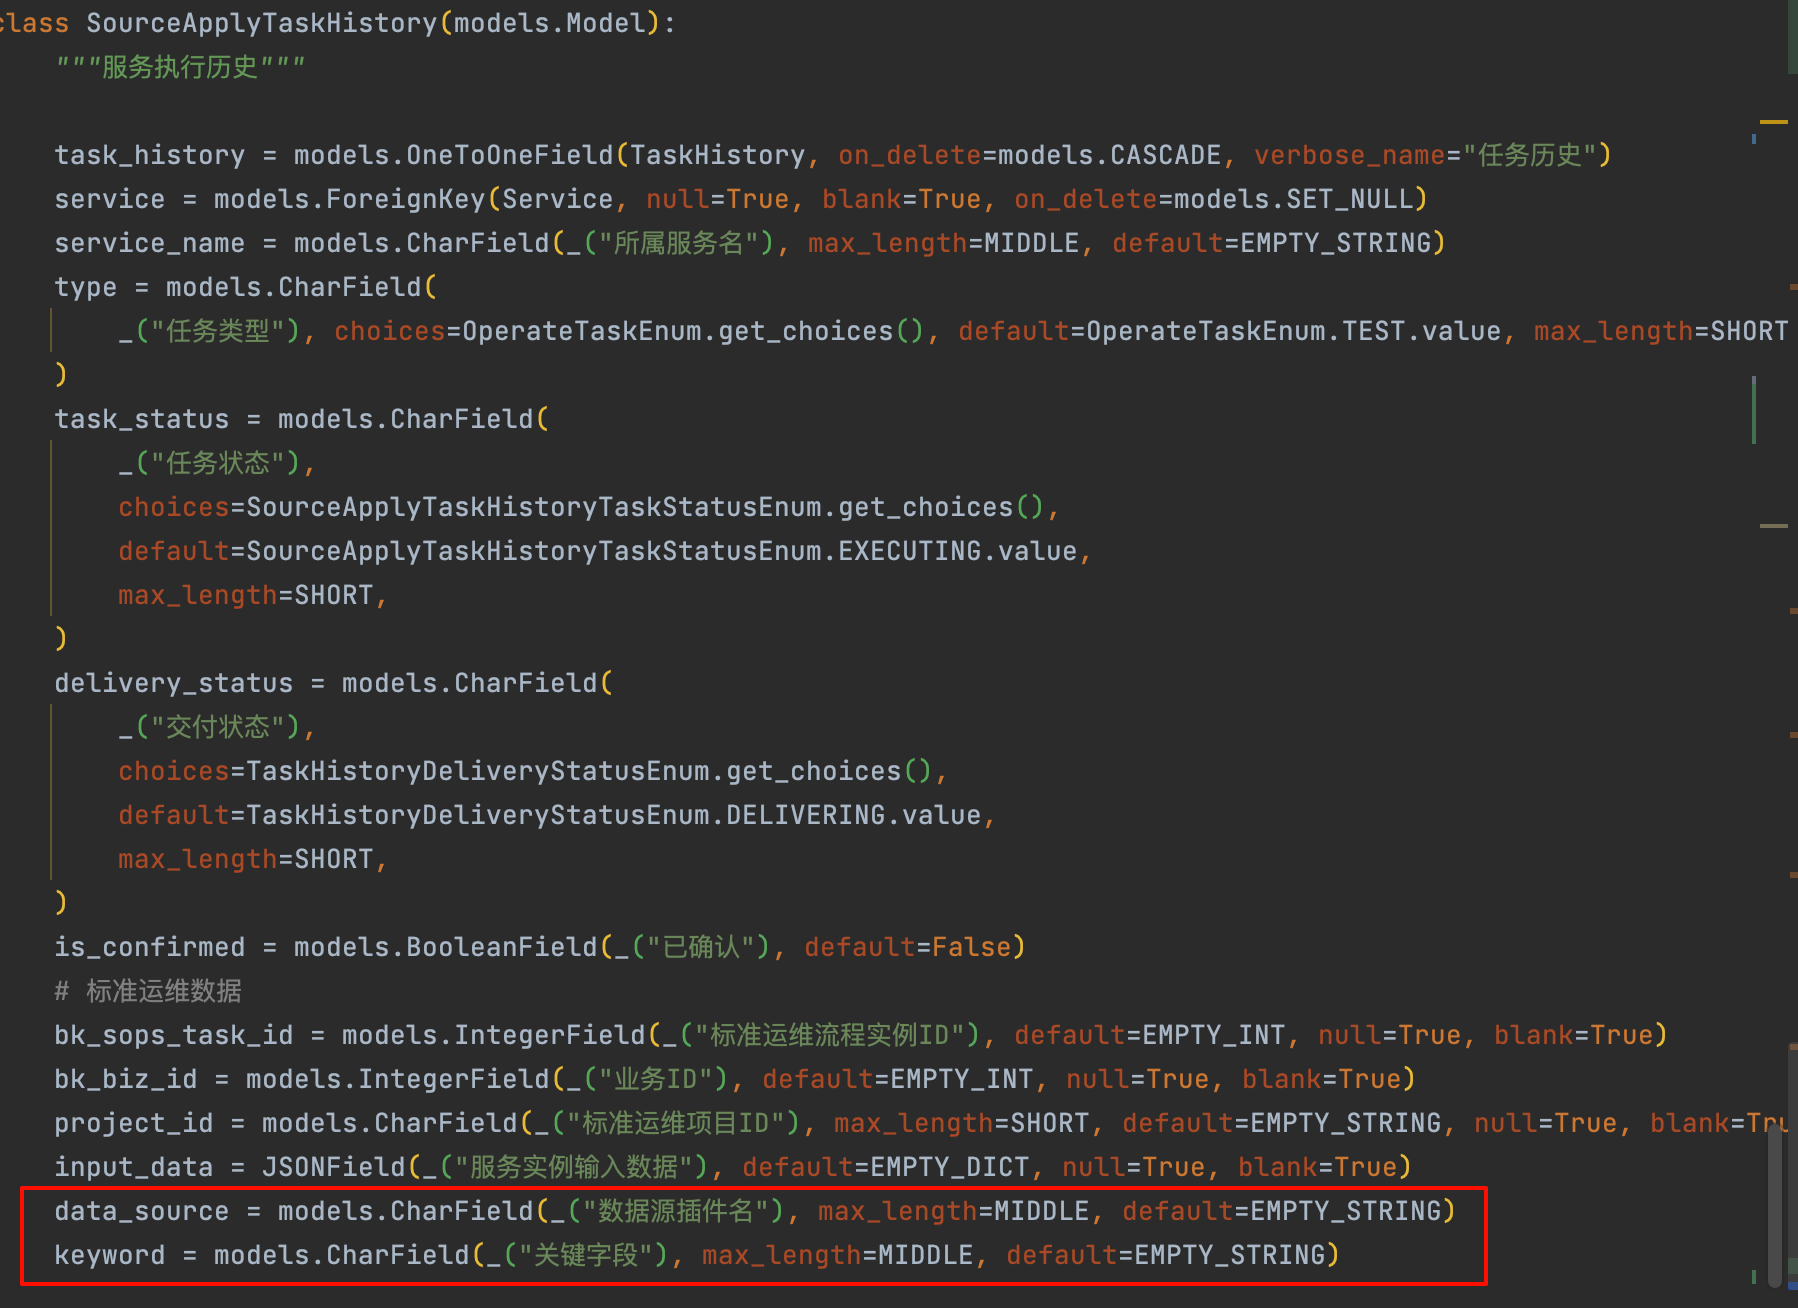 class SourceApplyTaskHistory(models.Model):
    """服务执行历史"""

    task_history = models.OneToOneField(TaskHistory, on_delete=models.CASCADE, verbose_name="任务历史")
    service = models.ForeignKey(Service, null=True, blank=True, on_delete=models.SET_NULL)
    service_name = models.CharField(_("所属服务名"), max_length=MIDDLE, default=EMPTY_STRING)
    type = models.CharField(
        _("任务类型"), choices=OperateTaskEnum.get_choices(), default=OperateTaskEnum.TEST.value, max_length=SHORT
    )
    task_status = models.CharField(
        _("任务状态"),
        choices=SourceApplyTaskHistoryTaskStatusEnum.get_choices(),
        default=SourceApplyTaskHistoryTaskStatusEnum.EXECUTING.value,
        max_length=SHORT,
    )
    delivery_status = models.CharField(
        _("交付状态"),
        choices=TaskHistoryDeliveryStatusEnum.get_choices(),
        default=TaskHistoryDeliveryStatusEnum.DELIVERING.value,
        max_length=SHORT,
    )
    is_confirmed = models.BooleanField(_("已确认"), default=False)
    # 标准运维数据
    bk_sops_task_id = models.IntegerField(_("标准运维流程实例ID"), default=EMPTY_INT, null=True, blank=True)
    bk_biz_id = models.IntegerField(_("业务ID"), default=EMPTY_INT, null=True, blank=True)
    project_id = models.CharField(_("标准运维项目ID"), max_length=SHORT, default=EMPTY_STRING, null=True, blank=Tru
    input_data = JSONField(_("服务实例输入数据"), default=EMPTY_DICT, null=True, blank=True)
    data_source = models.CharField(_("数据源插件名"), max_length=MIDDLE, default=EMPTY_STRING)
    keyword = models.CharField(_("关键字段"), max_length=MIDDLE, default=EMPTY_STRING)